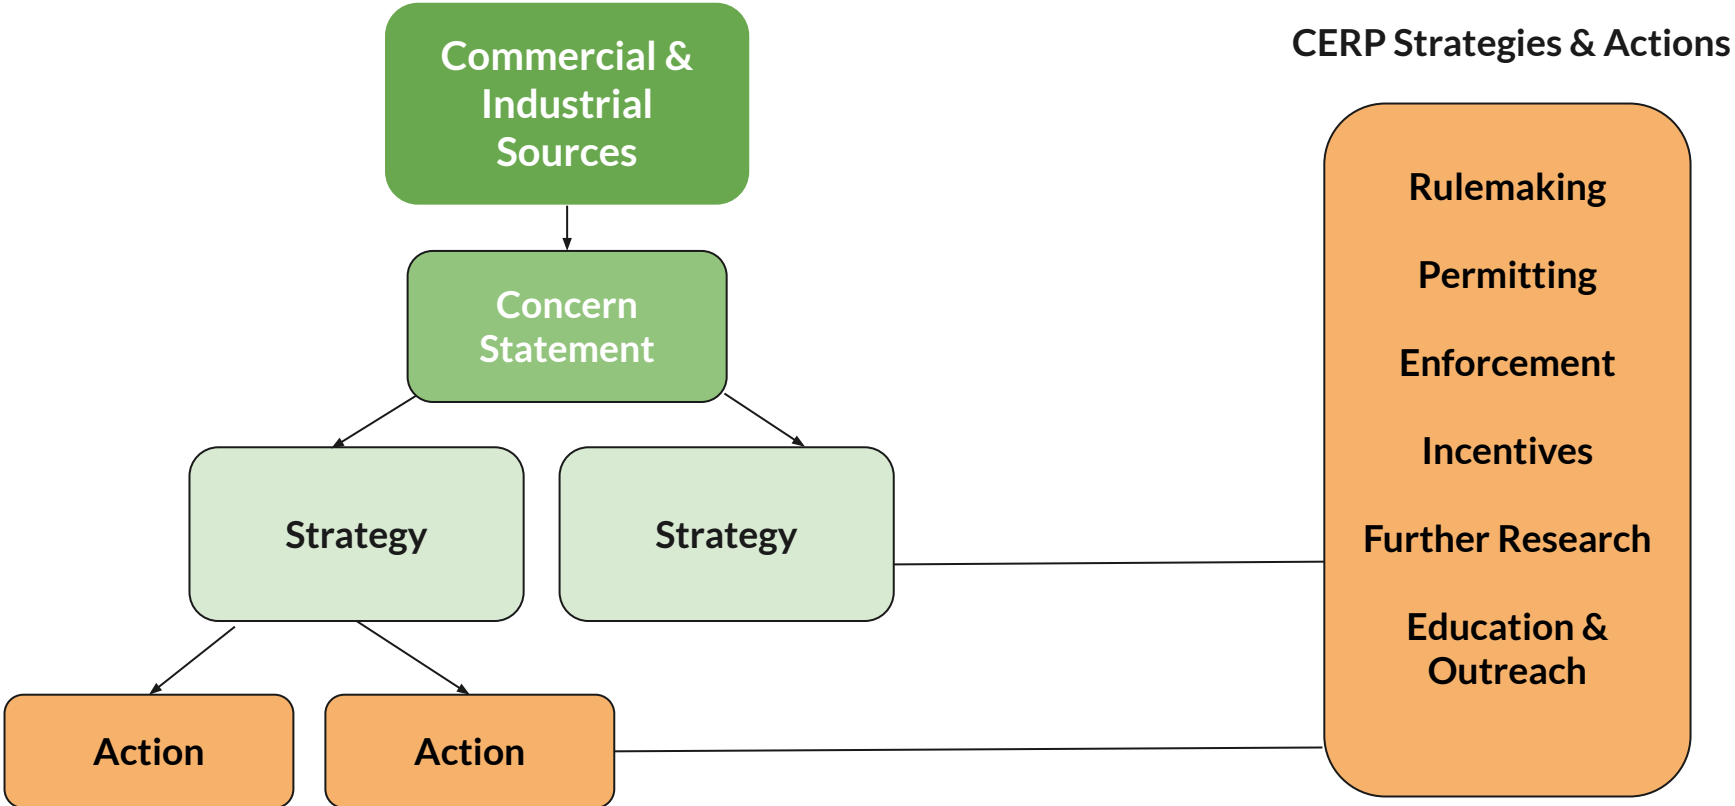 Commercial &
Industrial
Sources
CERP Strategies & Actions
Concern
Statement
Strategy
Strategy
Action
Action
Rulemaking
Permitting
Enforcement
Incentives
Further Research
Education &
Outreach